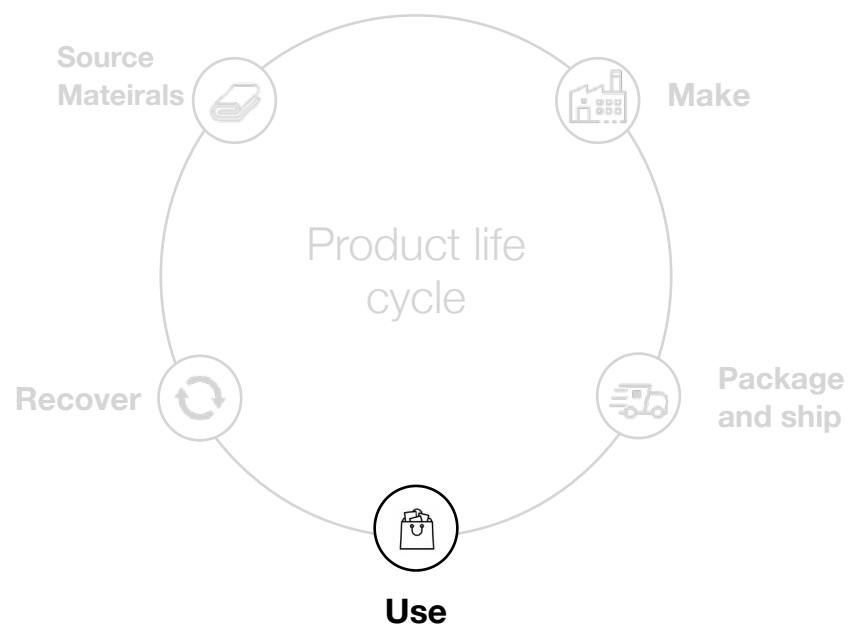 Source
Mateirals
Make
Product life
cycle
Recover
Package
and ship
Use